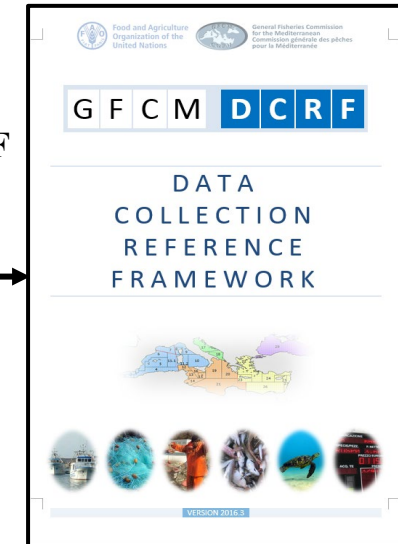 Food and Agriculture
Organization of the
United Nations
General Fisheries Commission
for the Mediterranean
Commission générale des pêches
pour la Méditerranée
G F C M D C R F
F
DATA
COLLECTION
REFERENCE
FRAMEWORK
VERSION 2016.3